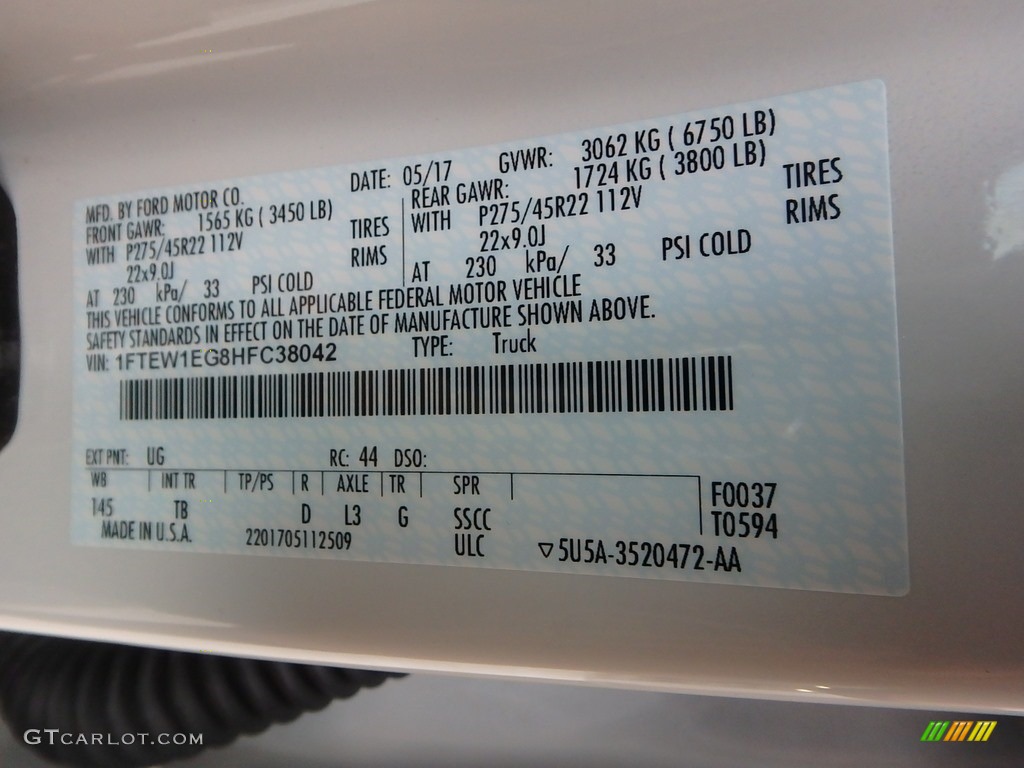 MFD. BY FORD MOTOR CO. DATE: 05/17 GVWR: 3062 KG ( 6750 LB)
FRONT GAWR: 1565 KG ( 3450 LB) REAR GAWR: 1724 KG ( 3800 LB)
WITH P275/45R22 112V TIRES WITH P275/45R22 112V TIRES
22x9.0J RIMS 22x9.0J RIMS
AT 230 kPa/ 33 PSI COLD AT 230 kPa/ 33 PSI COLD
THIS VEHICLE CONFORMS TO ALL APPLICABLE FEDERAL MOTOR VEHICLE
SAFETY STANDARDS IN EFFECT ON THE DATE OF MANUFACTURE SHOWN ABOVE.
VIN: 1FTEW1EG8HFC38042 TYPE: Truck
EXT PNT: UG RC: 44 DSO:
WB INT TR TP/PS R AXLE TR SPR F0037
145 TB D L3 G SSCC T0594
MADE IN U.S.A. 2201705112509 ULC ▽5U5A-3520472-AA
GTCARLOT.COM